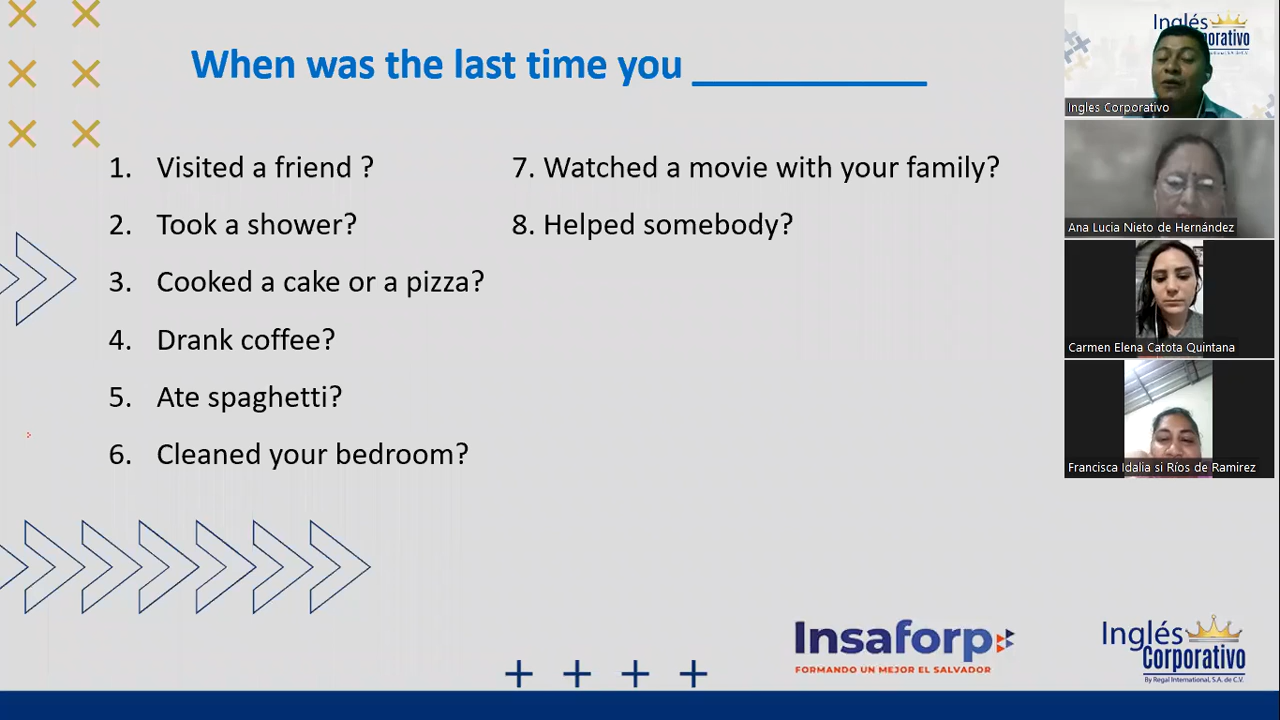 When was the last time you ___________
1. Visited a friend ?
2. Took a shower?
3. Cooked a cake or a pizza?
4. Drank coffee?
5. Ate spaghetti?
6. Cleaned your bedroom?
7. Watched a movie with your family?
8. Helped somebody?
Inglés
orporativo
Ingles Corporativo
Ana Lucia Nieto de Hernández
Carmen Elena Catota Quintana
Francisca Idalia si Ríos de Ramirez
Insaforp
FORMANDO UN MEJOR EL SALVADOR
Inglés
Corporativo
By Regal International, S.A. de C.V.